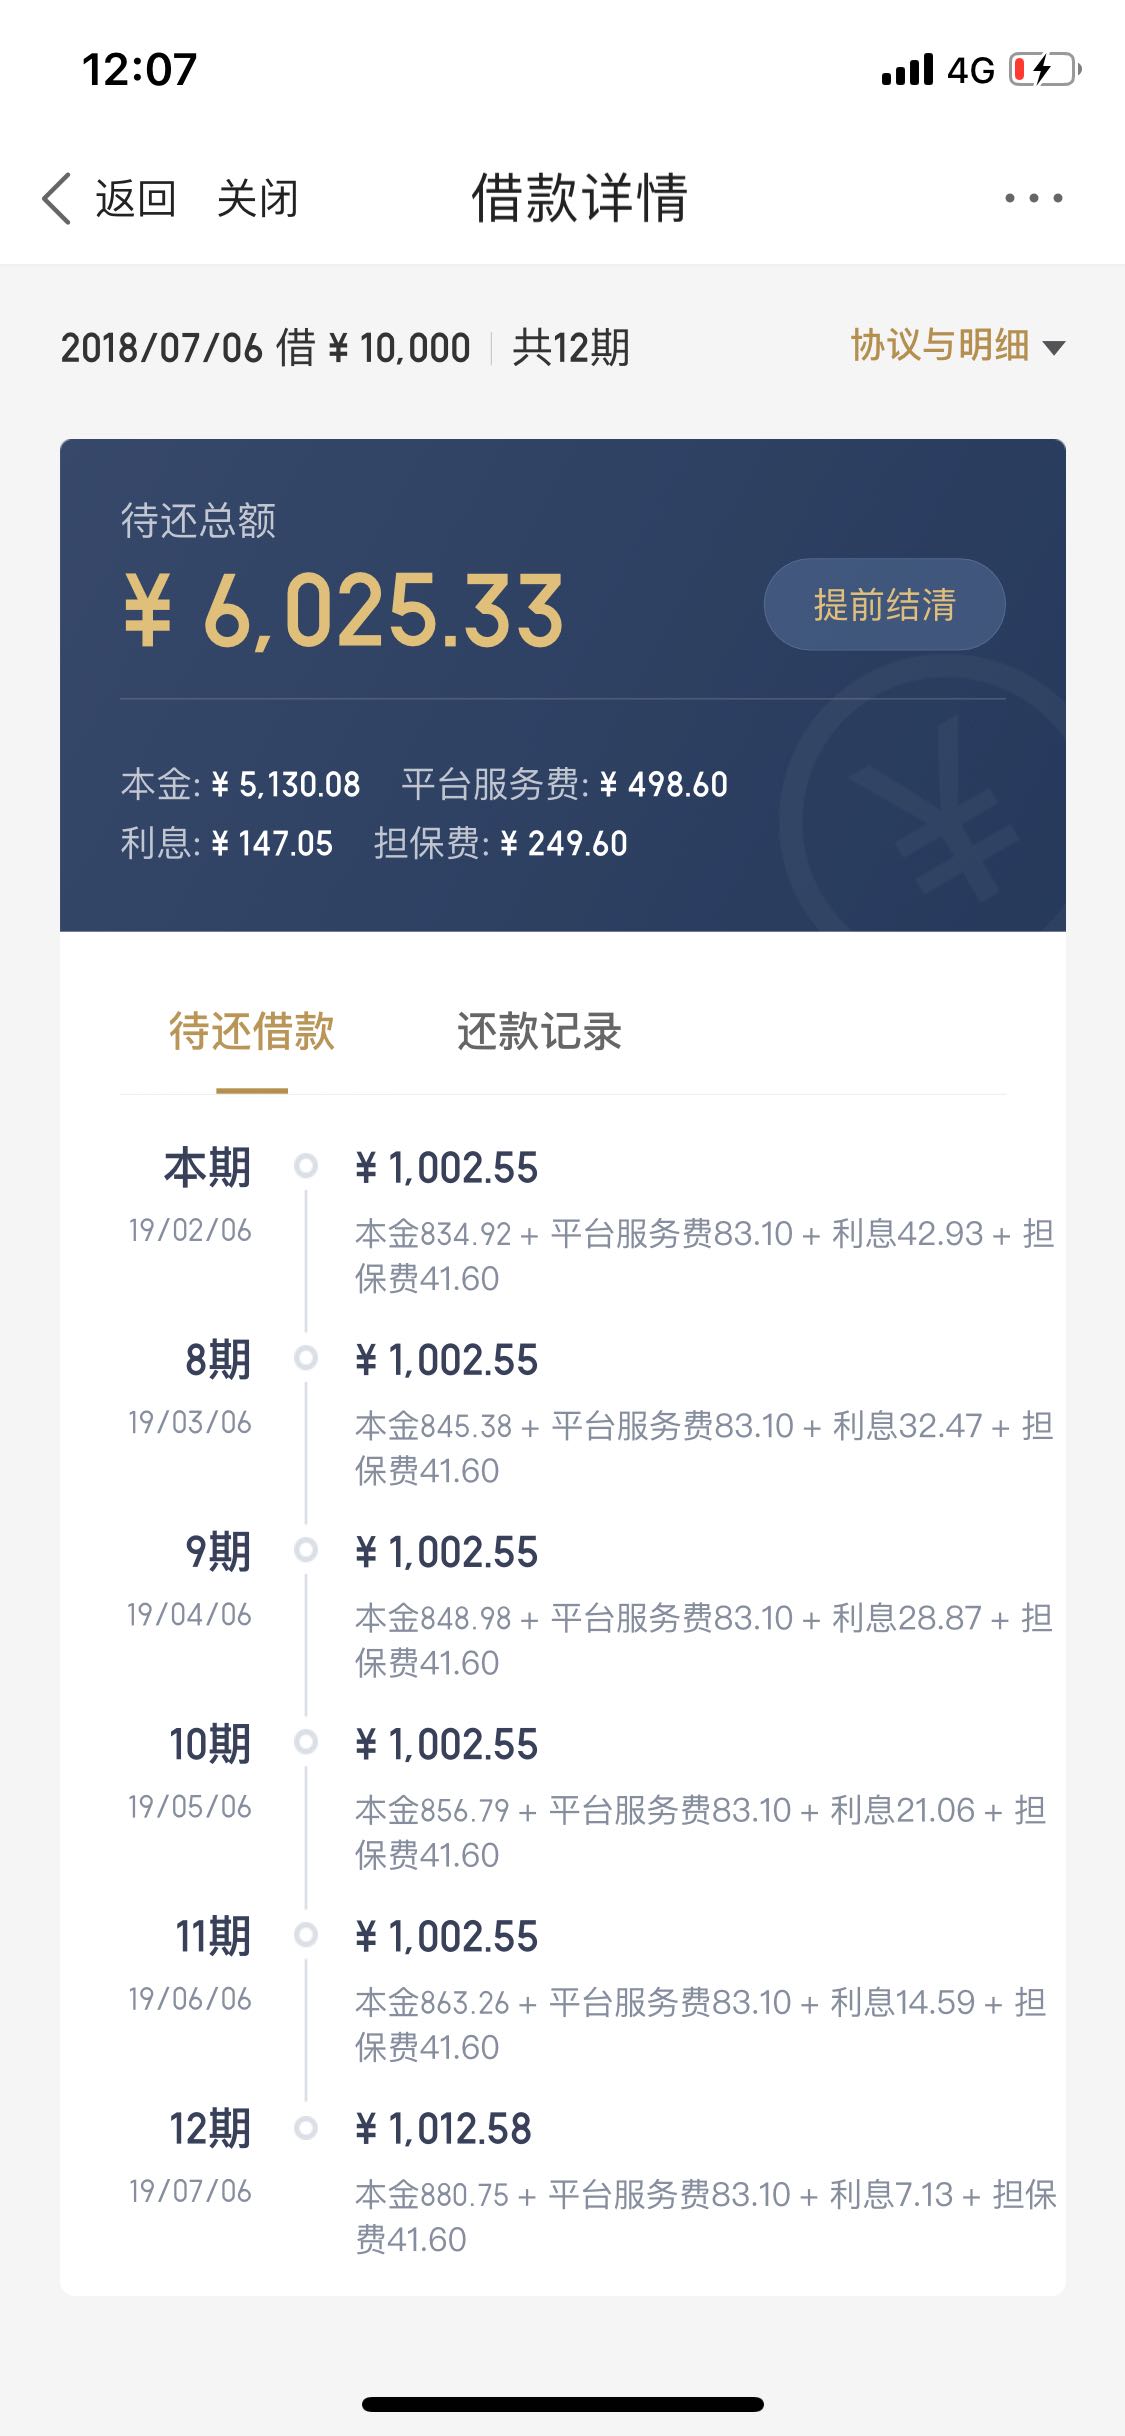 12:07 4G
返回 关闭 借款详情
2018/07/06 借 ¥ 10,000 共12期 协议与明细
待还总额
¥ 6,025.33
提前结清
本金: ¥ 5,130.08 平台服务费: ¥ 498.60
利息: ¥ 147.05 担保费: ¥ 249.60
待还借款 还款记录
本期 ¥ 1,002.55
19/02/06 本金834.92 + 平台服务费83.10 + 利息42.93 + 担
保费41.60
8期 ¥ 1,002.55
19/03/06 本金845.38 + 平台服务费83.10 + 利息32.47 + 担
保费41.60
9期 ¥ 1,002.55
19/04/06 本金848.98 + 平台服务费83.10 + 利息28.87 + 担
保费41.60
10期 ¥ 1,002.55
19/05/06 本金856.79 + 平台服务费83.10 + 利息21.06 + 担
保费41.60
11期 ¥ 1,002.55
19/06/06 本金863.26 + 平台服务费83.10 + 利息14.59 + 担
保费41.60
12期 ¥ 1,012.58
19/07/06 本金880.75 + 平台服务费83.10 + 利息7.13 + 担保
费41.60